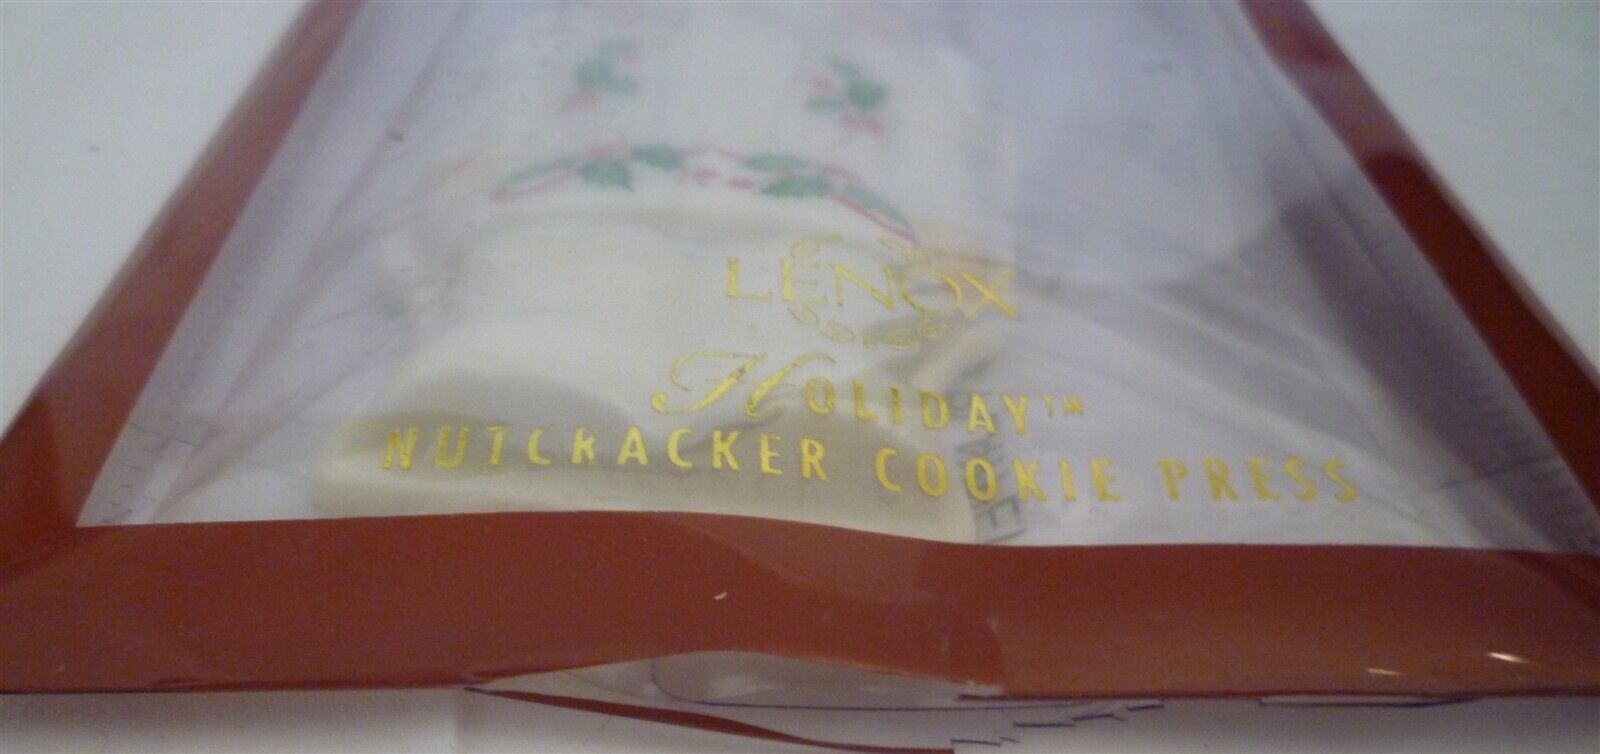 LENOX
HOLIDAY™
NUTCRACKER COOKIE PRESS